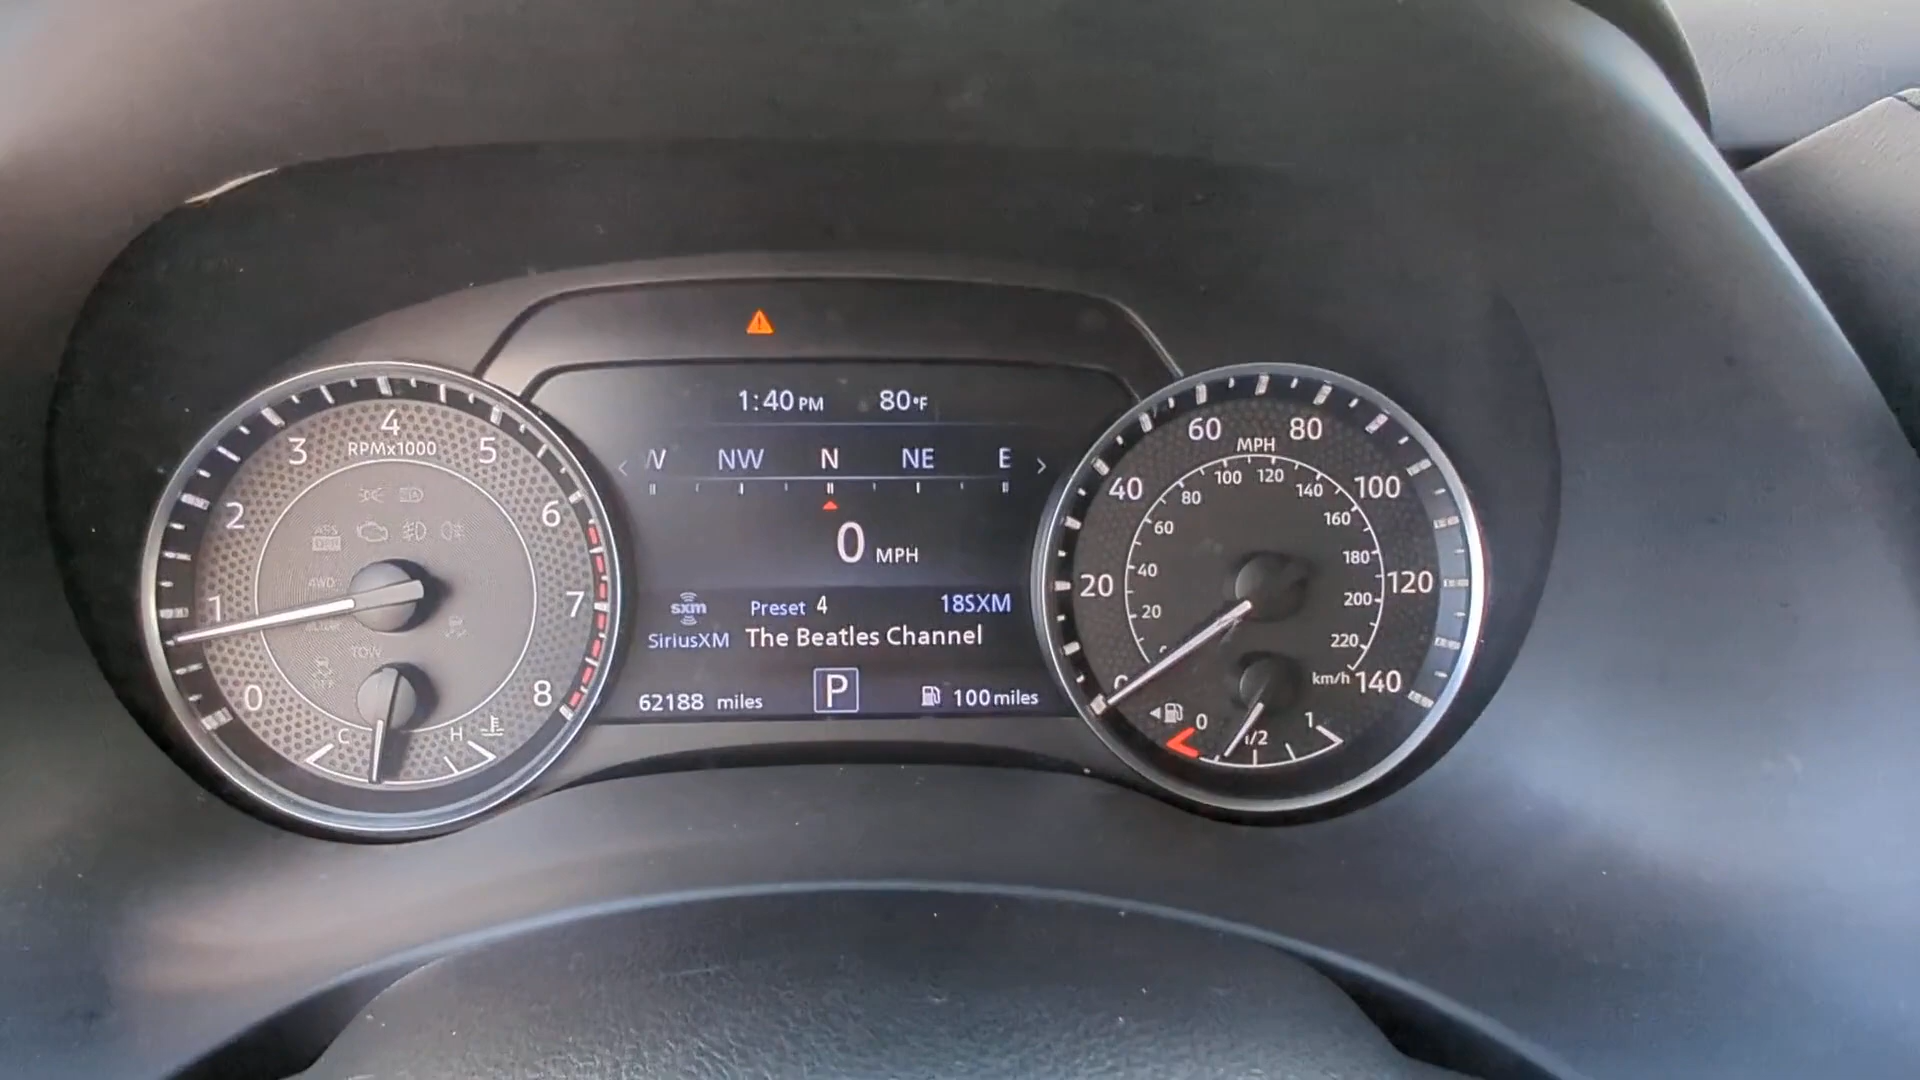 1:40 PM 80°F
NW N NE E
0 MPH
sxm Preset 4 18SXM
SiriusXM The Beatles Channel
62188 miles P 100 miles
0 1 2 3 4 5 6 7 8
RPMx1000
ABS
OFF
4WD
TOW
C H
20 40 60 80 100 120 140
MPH
20 40 60 80 100 120 140 160 180 200 220
km/h
0 1/2 1